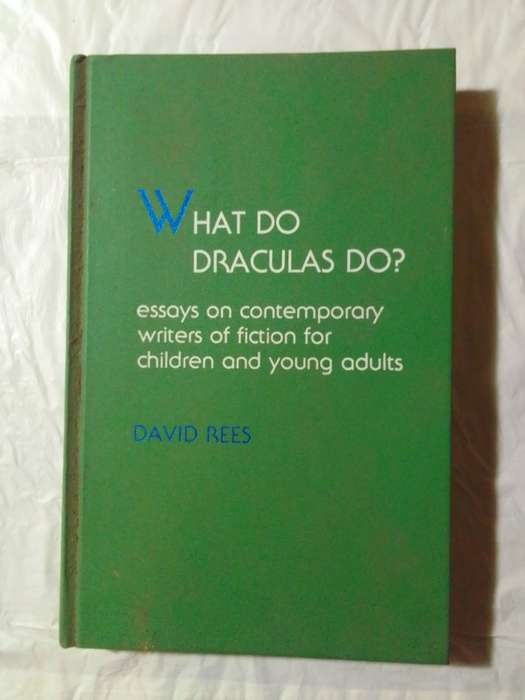 WHAT DO
DRACULAS DO?
essays on contemporary
writers of fiction for
children and young adults
DAVID REES